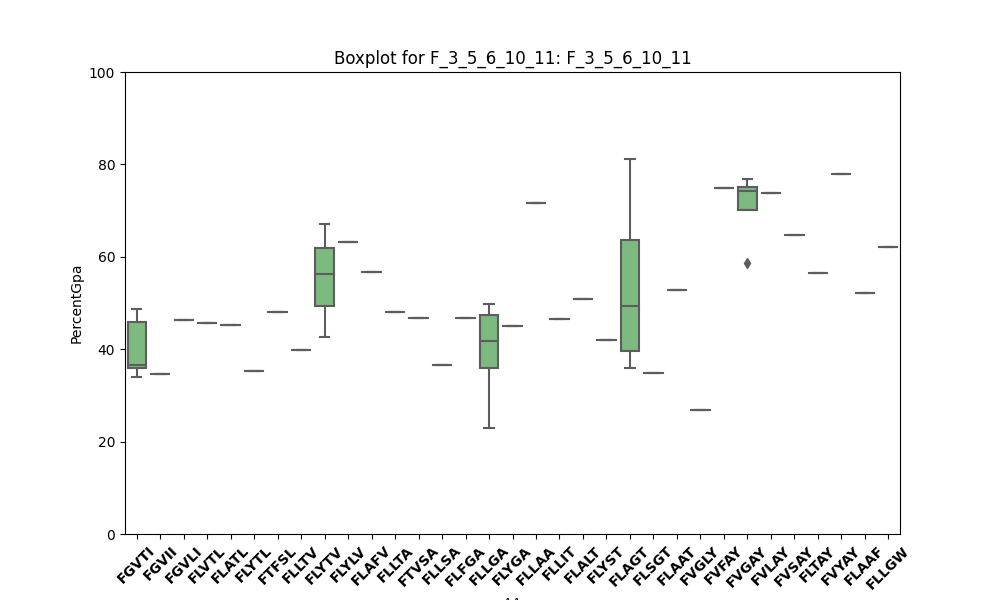 Boxplot for F_3_5_6_10_11: F_3_5_6_10_11
100
80
60
40
20
0
PercentGpa
FGVTI
FGVII
FGVLI
FLVTL
FLATL
FLYTL
FTFSL
FLLTV
FLYTV
FLYLV
FLAFV
FLLTA
FTVSA
FLLSA
FLFGA
FLLGA
FLYGA
FLLAA
FLLIT
FLALT
FLYST
FLAGT
FLSGT
FLAAT
FVGLY
FVFAY
FVGAY
FVLAY
FVSAY
FLTAY
FVYAY
FLAAF
FLLGW